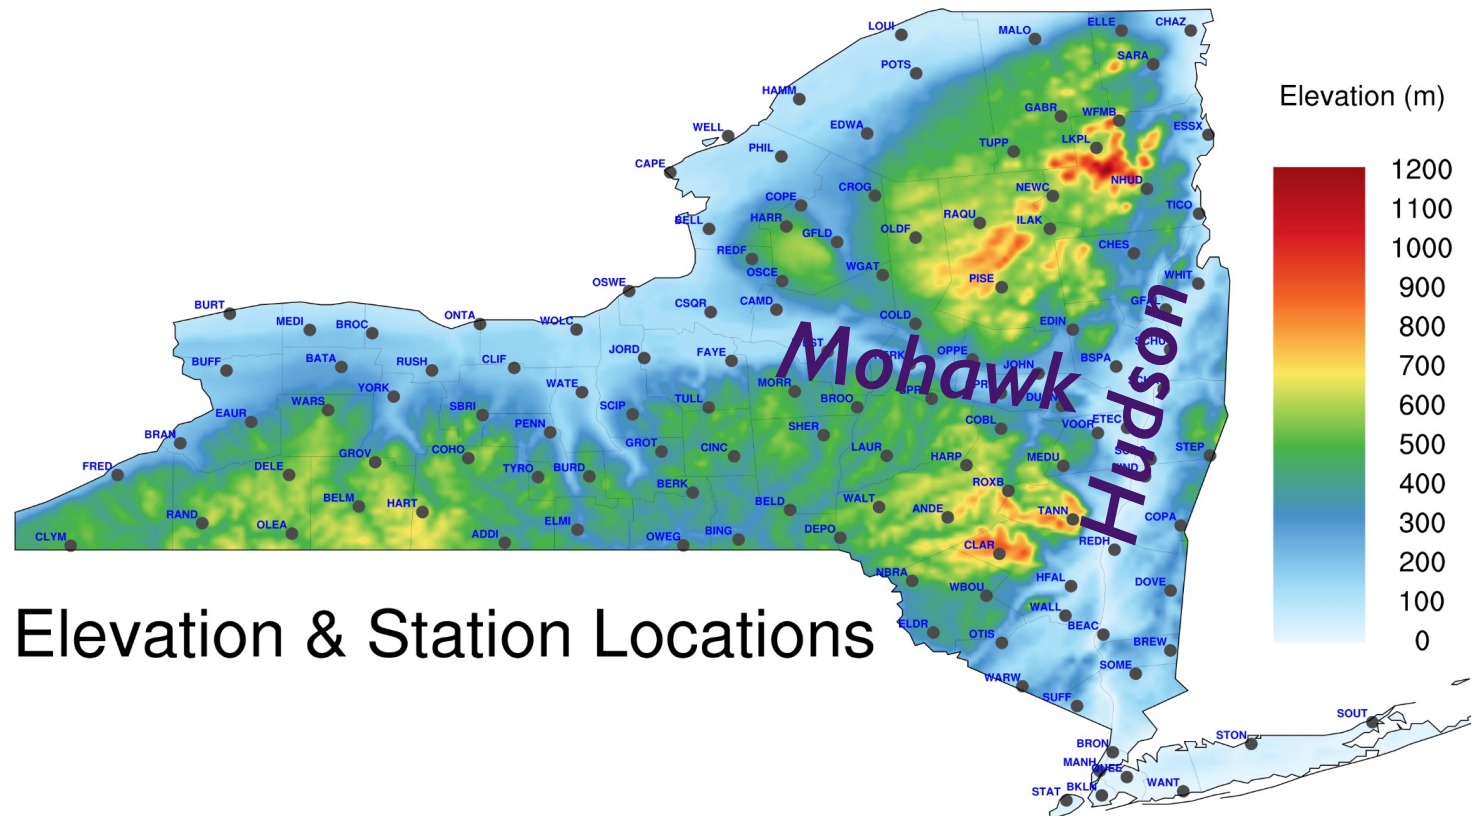 LOUI
MALO
ELLE
CHAZ
SARA
POTS
HAMM
GABR
WFMB
ESSX
WELL
EDWA
TUPP
LKPL
PHIL
CAPE
NHUD
CROG
NEWC
COPE
TICO
BELL
HARR
RAQU
ILAK
GFLD
OLDF
REDF
CHES
OSCE
WGAT
PISE
WHIT
OSWE
BURT
CSQR
CAMD
GFAL
MEDI
BROC
ONTA
WOLC
COLD
EDIN
Mohawk
Hudson
BUFF
BATA
RUSH
CLIF
JORD
FAYE
OPPE
JOHN
BSPA
SCHU
YORK
WATE
MORR
WARS
SBRI
SCIP
TULL
BROO
SPRI
EAUR
PENN
COBL
VOOR
ETEC
BRAN
SHER
GROV
COHO
GROT
CINC
LAUR
HARP
MEDU
STEP
FRED
DELE
TYRO
BURD
BERK
ROXB
BELM
HART
BELD
WALT
ANDE
TANN
COPA
RAND
OLEA
ELMI
BING
DEPO
CLYM
ADDI
OWEG
CLAR
REDH
NBRA
WBOU
HFAL
DOVE
WALL
ELDR
OTIS
BEAC
BREW
SOME
WARW
SUFF
SOUT
STON
BRON
MANH
QUEE
WANT
STAT
BKLN
Elevation (m)
1200
1100
1000
900
800
700
600
500
400
300
200
100
0
Elevation & Station Locations